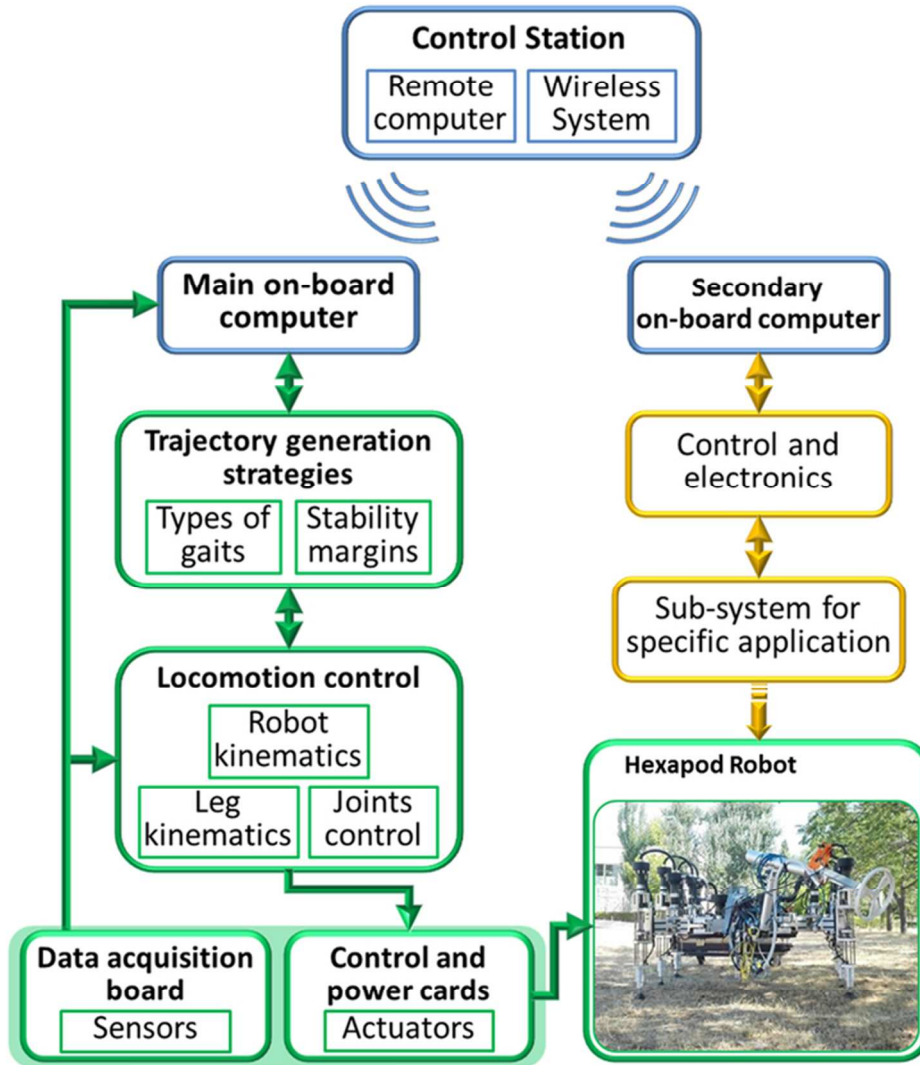 Control Station
Remote
computer
Wireless
System
Main on-board
computer
Secondary
on-board computer
Trajectory generation
strategies
Types of
gaits
Stability
margins
Control and
electronics
Sub-system for
specific application
Locomotion control
Robot
kinematics
Leg
kinematics
Joints
control
Hexapod Robot
Data acquisition
board
Sensors
Control and
power cards
Actuators